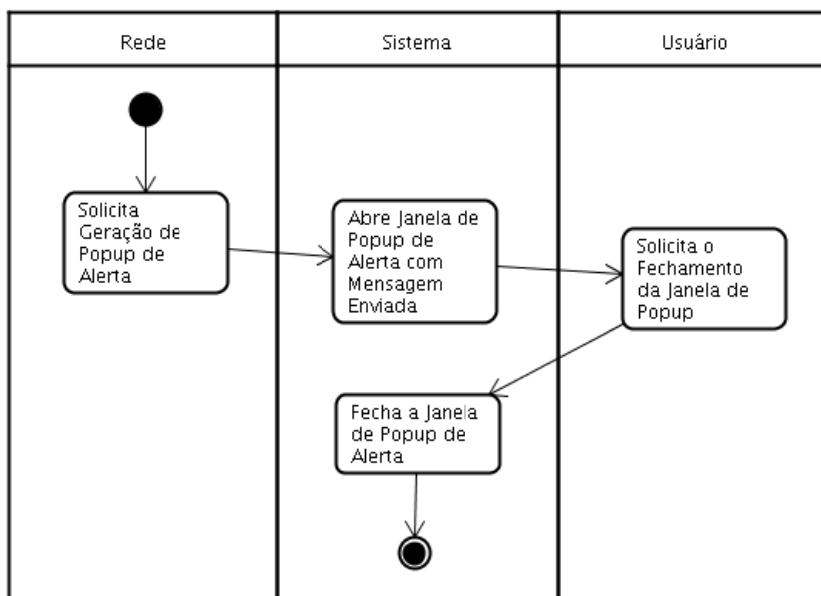 Rede
Sistema
Usuário
Solicita
Geração de
Popup de
Alerta
Abre Janela de
Popup de
Alerta com
Mensagem
Enviada
Solicita o
Fechamento
da Janela de
Popup
Fecha a Janela
de Popup de
Alerta